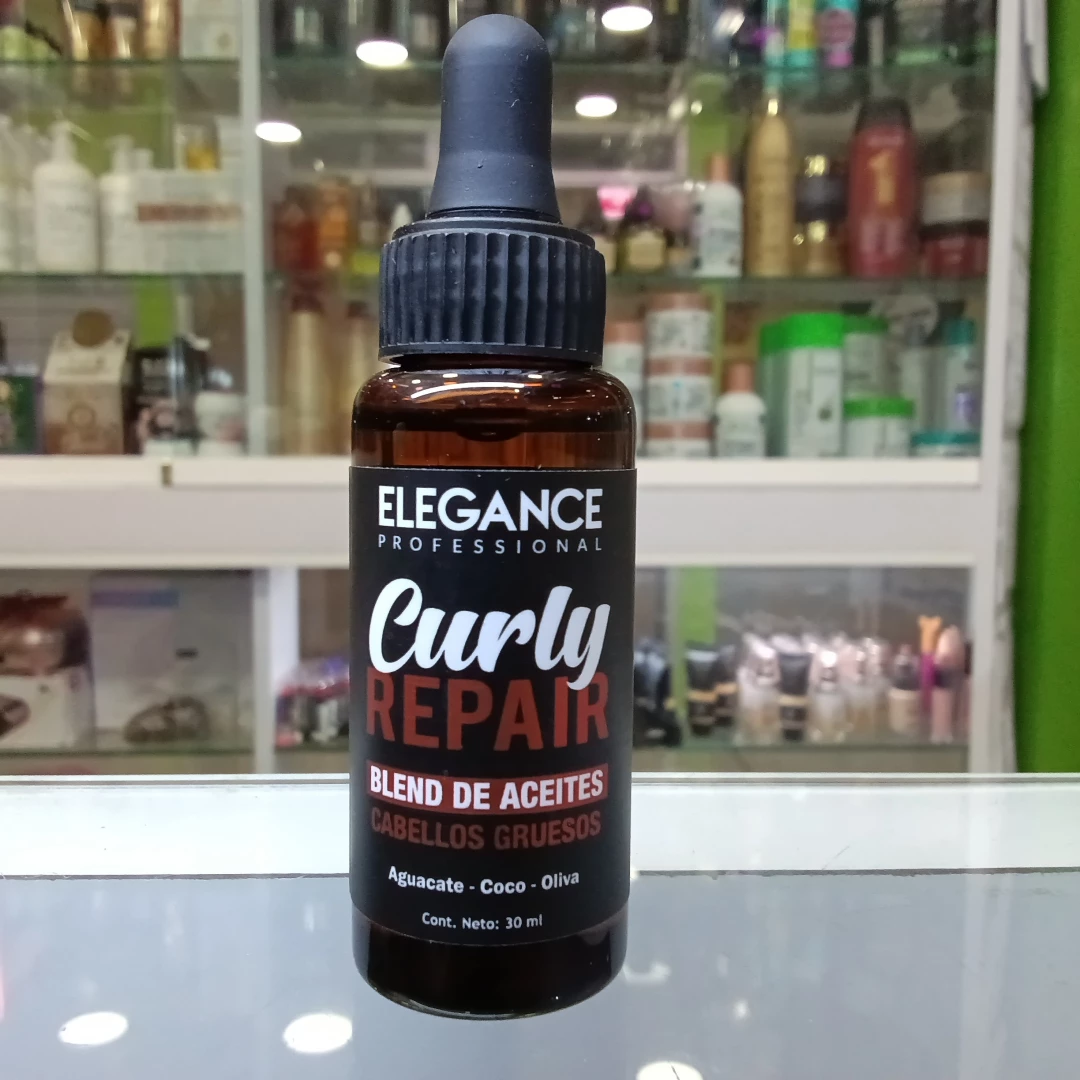 ELEGANCE
PROFESSIONAL
Curly
REPAIR
BLEND DE ACEITES
CABELLOS GRUESOS
Aguacate - Coco - Oliva
Cont. Neto: 30 ml